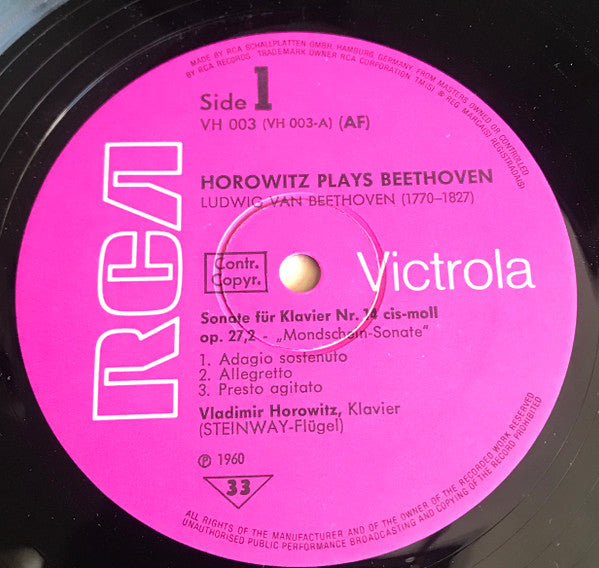 MADE BY RCA SCHALLPLATTEN GMBH, HAMBURG, GERMANY, FROM MASTERS OWNED OR CONTROLLED
BY RCA RECORDS. TRADEMARK OWNER RCA CORPORATION. TM(S) ® REG. MARCA(S) REGISTRADA(S)
Side 1
VH 003 (VH 003-A) (AF)
RCA
HOROWITZ PLAYS BEETHOVEN
LUDWIG VAN BEETHOVEN (1770–1827)
Contr.
Copyr.
Victrola
Sonate für Klavier Nr. 14 cis-moll
op. 27,2 - „Mondschein-Sonate“
1. Adagio sostenuto
2. Allegretto
3. Presto agitato
Vladimir Horowitz, Klavier
(STEINWAY-Flügel)
℗ 1960
33
ALL RIGHTS OF THE MANUFACTURER AND OF THE OWNER OF THE RECORDED WORK RESERVED
UNAUTHORISED PUBLIC PERFORMANCE BROADCASTING AND COPYING OF THE RECORD PROHIBITED